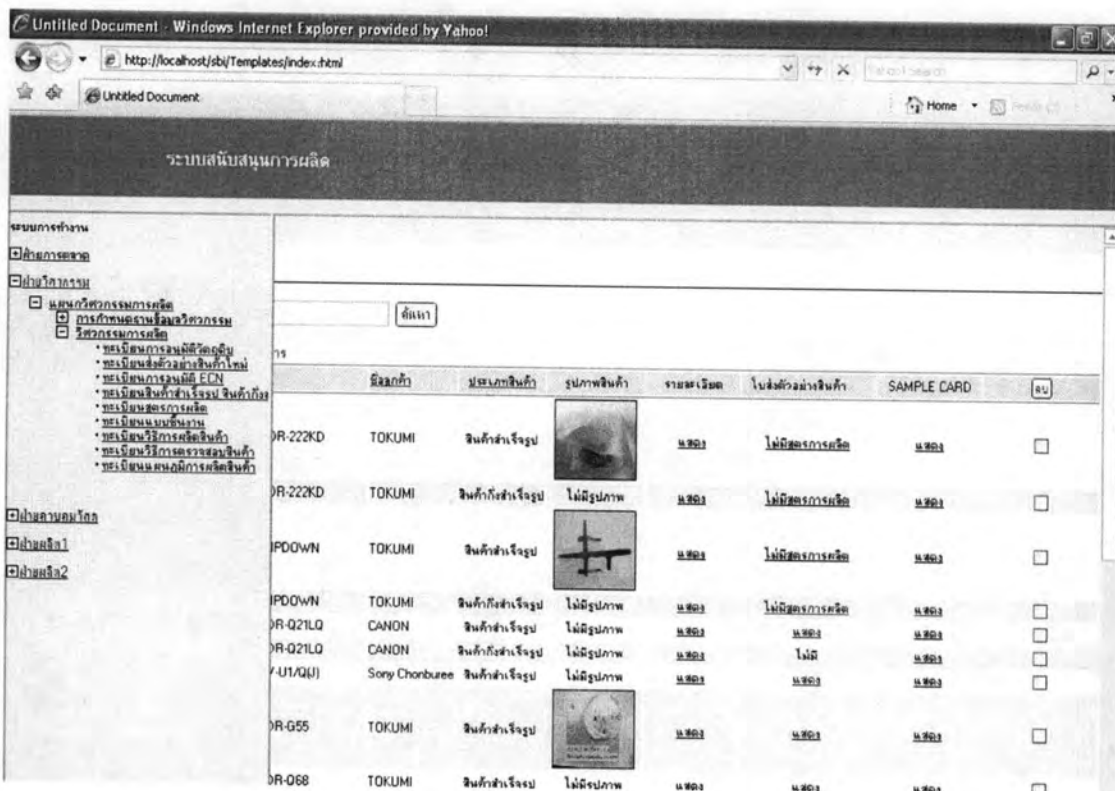 Untitled Document - Windows Internet Explorer provided by Yahoo!
http://localhost/sbi/Templates/index.html
Untitled Document
Home
ระบบสนับสนุนการผลิต
ระบบการทำงาน
ฝ่ายการตลาด
ฝ่ายวิศวกรรม
แผนกวิศวกรรมการผลิต
การกำหนดฐานข้อมูลวิศวกรรม
วิศวกรรมการผลิต
ทะเบียนการอนุมัติวัตถุดิบ
ทะเบียนส่งตัวอย่างสินค้าใหม่
ทะเบียนการอนุมัติ ECN
ทะเบียนสินค้าสำเร็จรูป สินค้ากึ่ง
ทะเบียนสูตรการผลิต
ทะเบียนแบบชิ้นงาน
ทะเบียนวิธีการผลิตสินค้า
ทะเบียนวิธีการตรวจสอบสินค้า
ทะเบียนแผนภูมิการผลิตสินค้า
ฝ่ายควบคุมวัสดุ
ฝ่ายผลิต1
ฝ่ายผลิต2
ค้นหา
การ
ชื่อลูกค้า ประเภทสินค้า รูปภาพสินค้า รายละเอียด ใบส่งตัวอย่างสินค้า SAMPLE CARD ลบ
OR-222KD TOKUMI สินค้าสำเร็จรูป แสดง ไม่มีสูตรการผลิต แสดง
OR-222KD TOKUMI สินค้ากึ่งสำเร็จรูป ไม่มีรูปภาพ แสดง ไม่มีสูตรการผลิต แสดง
IPDOWN TOKUMI สินค้าสำเร็จรูป แสดง ไม่มีสูตรการผลิต แสดง
IPDOWN TOKUMI สินค้ากึ่งสำเร็จรูป ไม่มีรูปภาพ แสดง ไม่มีสูตรการผลิต แสดง
OR-Q21LQ CANON สินค้าสำเร็จรูป ไม่มีรูปภาพ แสดง แสดง แสดง
OR-Q21LQ CANON สินค้ากึ่งสำเร็จรูป ไม่มีรูปภาพ แสดง ไม่มี แสดง
-U1/Q(J) Sony Chonburee สินค้าสำเร็จรูป ไม่มีรูปภาพ แสดง แสดง แสดง
OR-G55 TOKUMI สินค้าสำเร็จรูป แสดง แสดง แสดง
OR-068 TOKUMI สินค้าสำเร็จรูป ไม่มีรูปภาพ แสดง แสดง แสดง